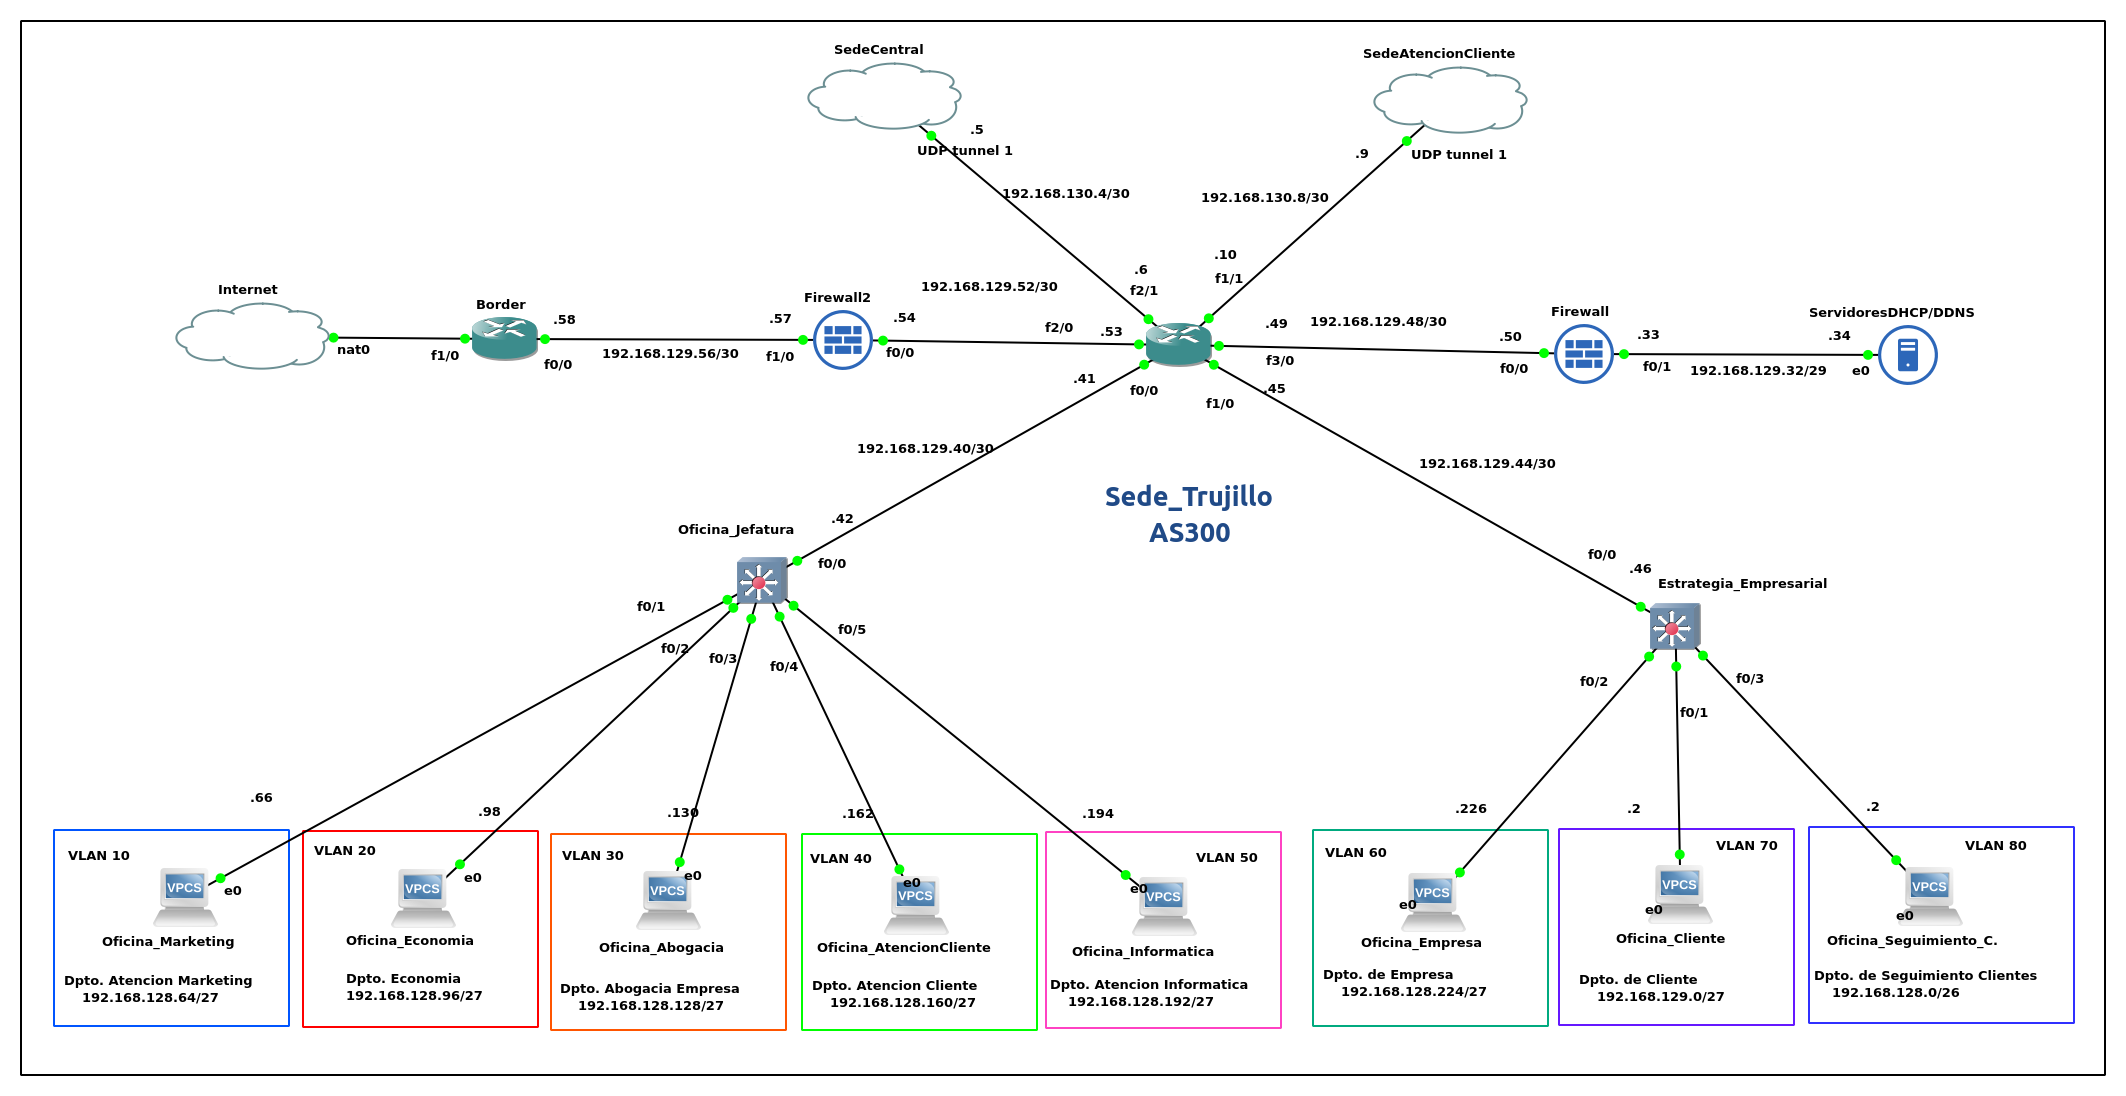 SedeCentral
SedeAtencionCliente
.5
UDP tunnel 1
.9
UDP tunnel 1
192.168.130.4/30
192.168.130.8/30
.6
f2/1
.10
f1/1
Internet
nat0
Border
f1/0
.58
f0/0
192.168.129.56/30
Firewall2
.57
f1/0
.54
f0/0
192.168.129.52/30
f2/0
.53
.49
f3/0
192.168.129.48/30
Firewall
.50
f0/0
.33
f0/1
192.168.129.32/29
ServidoresDHCP/DDNS
.34
e0
.41
f0/0
f1/0
.45
192.168.129.40/30
192.168.129.44/30
Sede_Trujillo
AS300
Oficina_Jefatura
.42
f0/0
f0/0
.46
Estrategia_Empresarial
f0/1
f0/2
f0/3
f0/4
f0/5
f0/2
f0/1
f0/3
.66
VLAN 10
VPCS
e0
Oficina_Marketing
Dpto. Atencion Marketing
192.168.128.64/27
.98
VLAN 20
VPCS
e0
Oficina_Economia
Dpto. Economia
192.168.128.96/27
.130
VLAN 30
VPCS
e0
Oficina_Abogacia
Dpto. Abogacia Empresa
192.168.128.128/27
.162
VLAN 40
e0
VPCS
Oficina_AtencionCliente
Dpto. Atencion Cliente
192.168.128.160/27
.194
VLAN 50
e0
VPCS
Oficina_Informatica
Dpto. Atencion Informatica
192.168.128.192/27
.226
VLAN 60
VPCS
e0
Oficina_Empresa
Dpto. de Empresa
192.168.128.224/27
.2
VLAN 70
VPCS
e0
Oficina_Cliente
Dpto. de Cliente
192.168.129.0/27
.2
VLAN 80
VPCS
e0
Oficina_Seguimiento_C.
Dpto. de Seguimiento Clientes
192.168.128.0/26